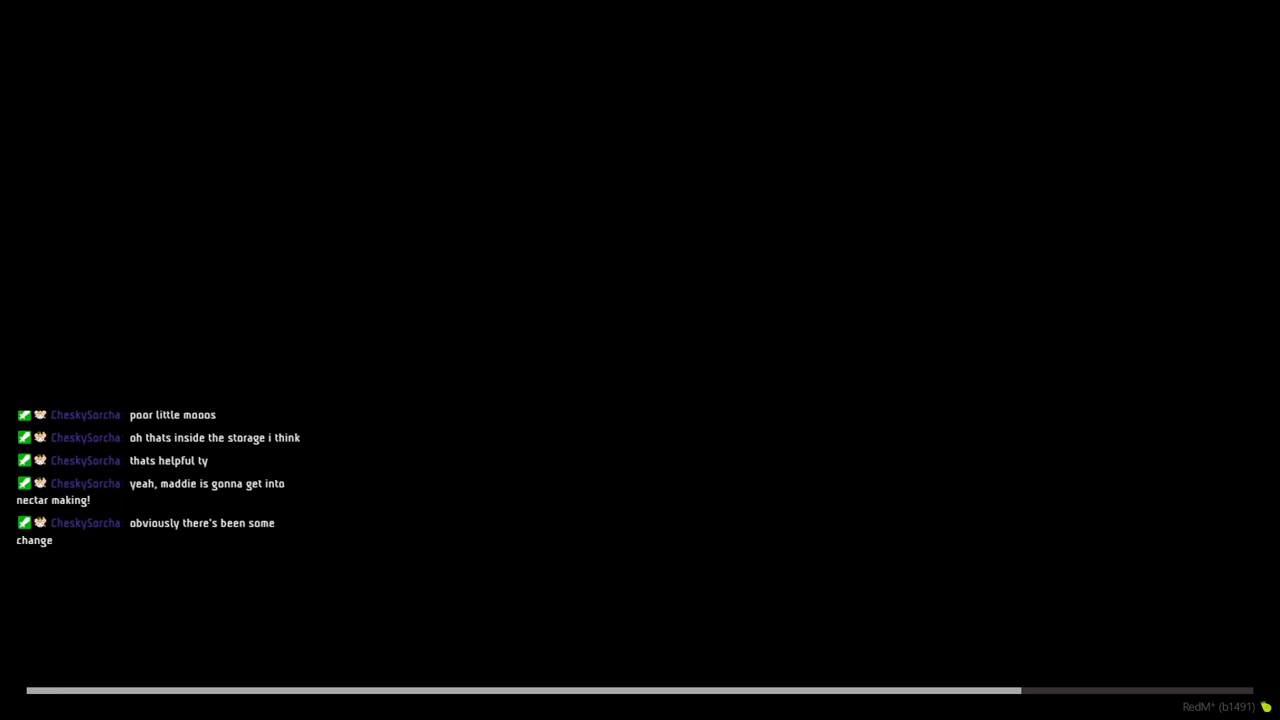 CheskySorcha: poor little mooos
CheskySorcha: oh thats inside the storage i think
CheskySorcha: thats helpful ty
CheskySorcha: yeah, maddie is gonna get into
nectar making!
CheskySorcha: obviously there's been some
change
RedM* (b1491)